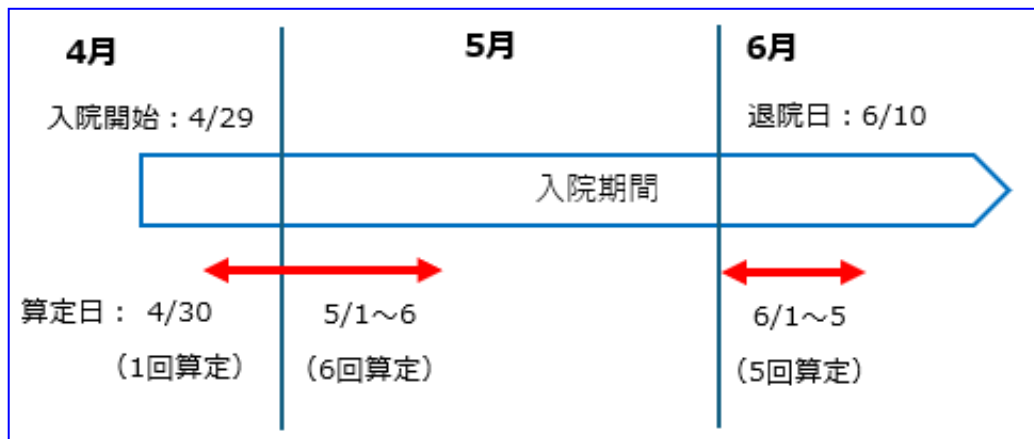 4月
5月
6月
入院開始：4/29
退院日：6/10
入院期間
算定日： 4/30
5/1～6
6/1～5
（1回算定）
（6回算定）
（5回算定）